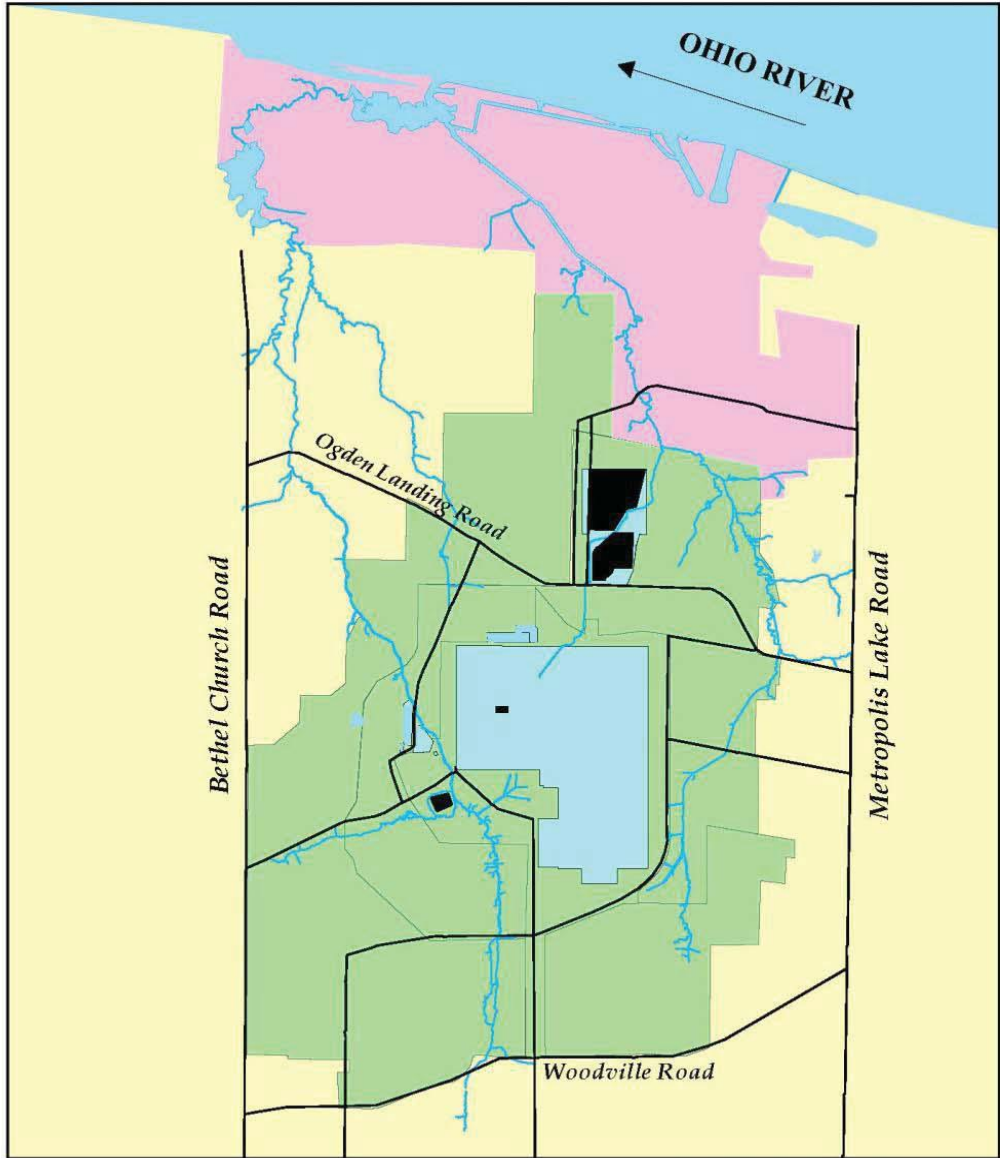 OHIO RIVER
Ogden Landing Road
Bethel Church Road
Metropolis Lake Road
Woodville Road